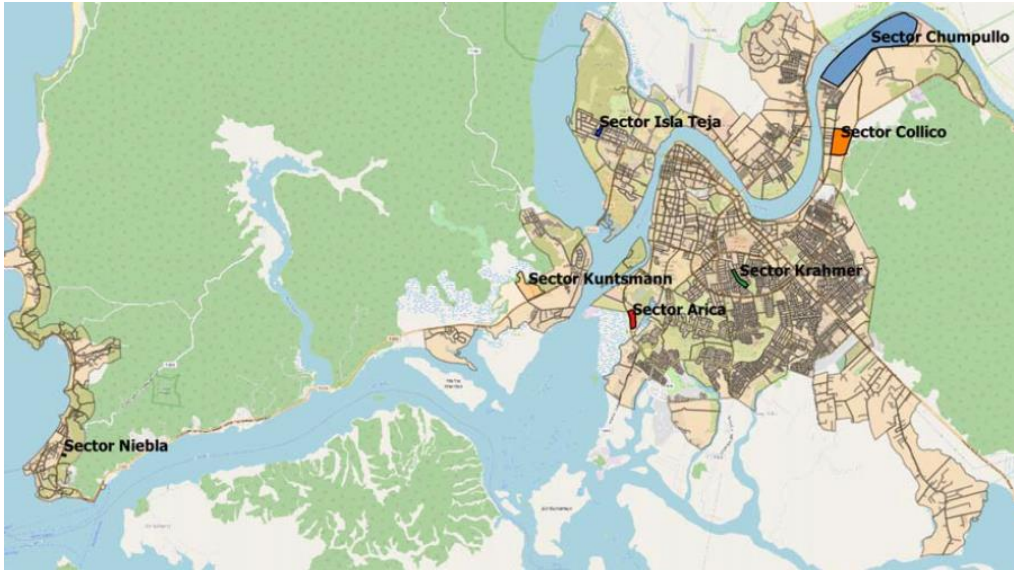 Sector Chumpullo
Sector Isla Teja
Sector Collico
Sector Krahmer
Sector Kuntsmann
Sector Arica
Sector Niebla